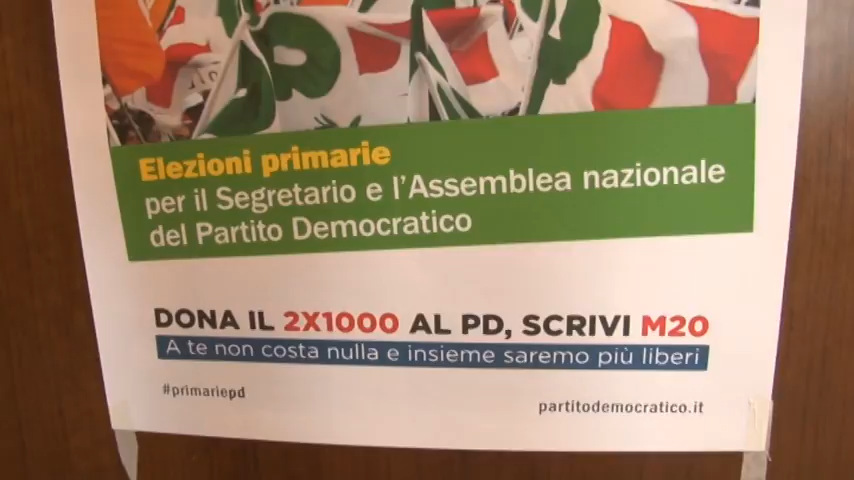 Elezioni primarie
per il Segretario e l'Assemblea nazionale
del Partito Democratico
DONA IL 2X1000 AL PD, SCRIVI M20
A te non costa nulla e insieme saremo più liberi
#primariepd
partitodemocratico.it